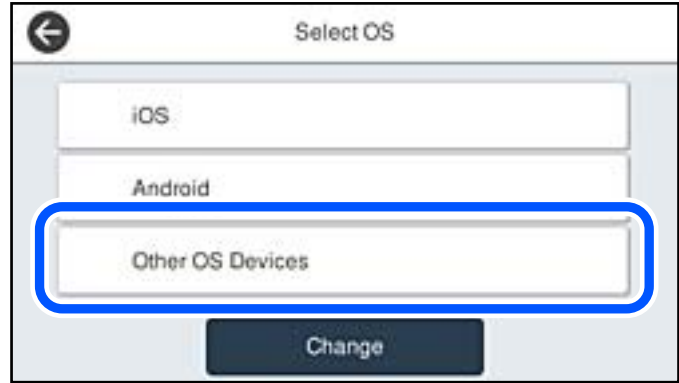 Select OS
iOS
Android
Other OS Devices
Change